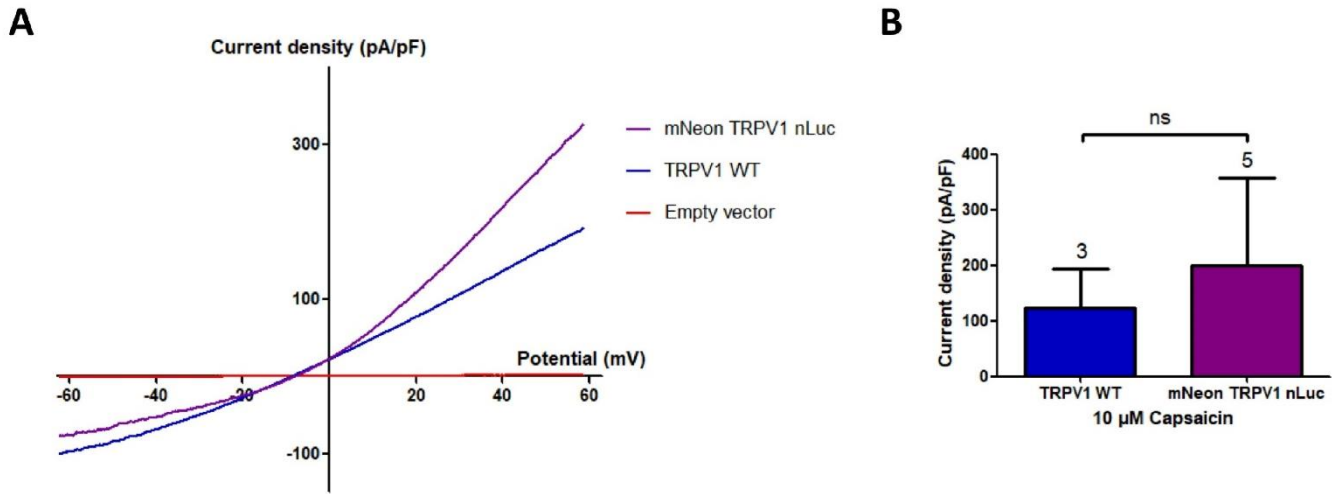 A
Current density (pA/pF)
300
100
-100
-60
-40
-20
20
40
60
Potential (mV)
mNeon TRPV1 nLuc
TRPV1 WT
Empty vector
B
ns
Current density (pA/pF)
400
300
200
100
0
3
5
TRPV1 WT
mNeon TRPV1 nLuc
10 µM Capsaicin